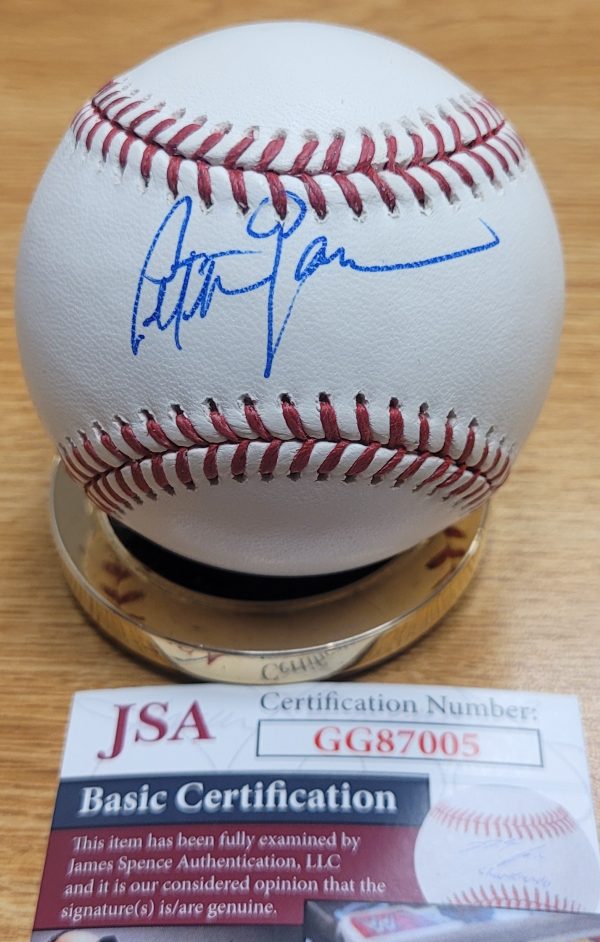 JSA
Certification Number:
GG87005
Basic Certification
This item has been fully examined by
James Spence Authentication, LLC
and it is our considered opinion that the
signature(s) is/are genuine.